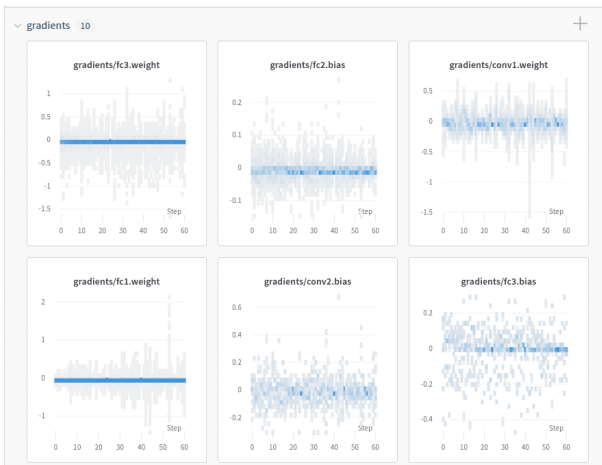 gradients 10
gradients/fc3.weight
1
0.5
0
-0.5
-1
-1.5
Step
0 10 20 30 40 50 60
gradients/fc2.bias
0.2
0.1
0
-0.1
Step
0 10 20 30 40 50 60
gradients/conv1.weight
0.5
0
-0.5
-1
-1.5
Step
0 10 20 30 40 50 60
gradients/fc1.weight
2
1
0
-1
Step
0 10 20 30 40 50 60
gradients/conv2.bias
0.6
0.4
0.2
0
-0.2
Step
0 10 20 30 40 50 60
gradients/fc3.bias
0.2
0
-0.2
-0.4
Step
0 10 20 30 40 50 60